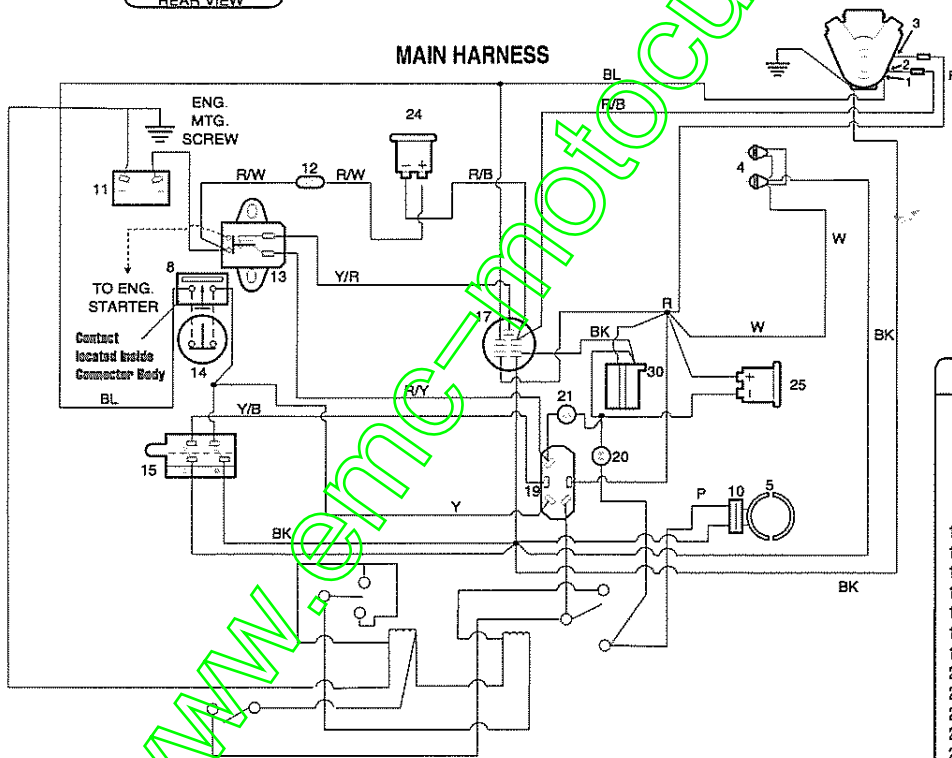 REAR VIEW
MAIN HARNESS
3
2
1
BL
R/B
ENG.
MTG.
SCREW
24
4
11
R/W
12
R/W
R/B
W
8
13
Y/R
TO ENG.
STARTER
17
BK
R
W
BK
Contact
located inside
Connector Body
14
30
25
BL
R/Y
Y/B
21
15
20
19
P
10
5
Y
BK
BK
www.emc-motocu